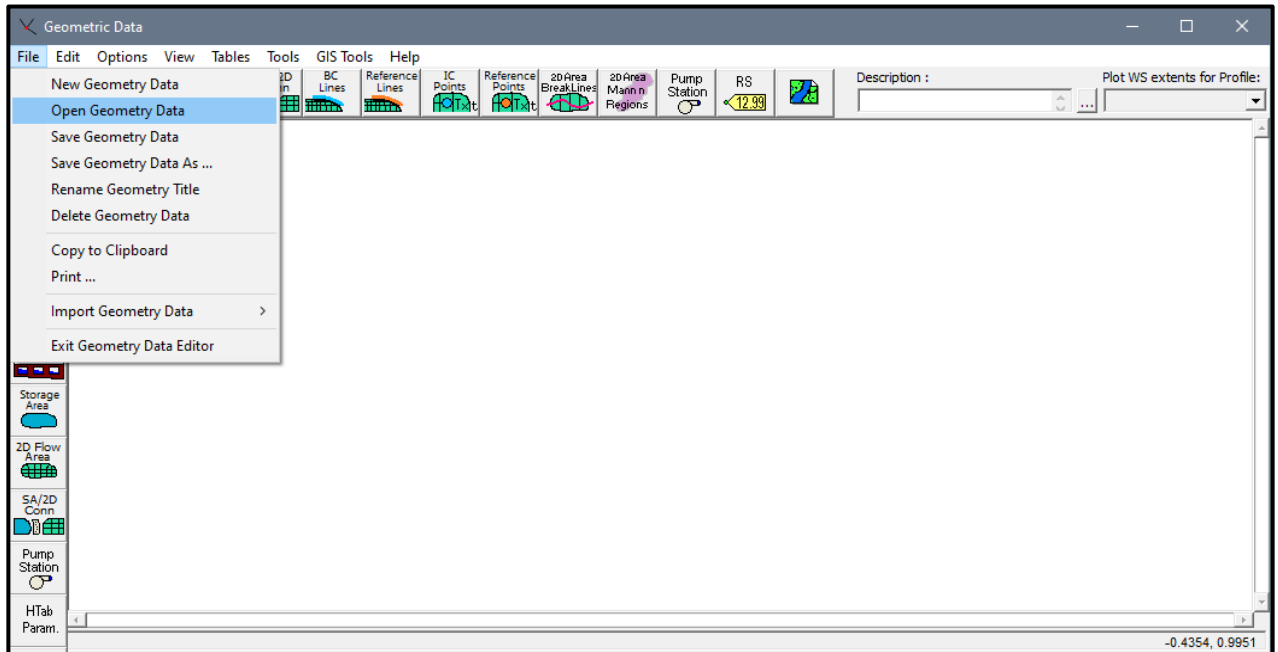 Geometric Data
File Edit Options View Tables Tools GIS Tools Help
New Geometry Data
Open Geometry Data
Save Geometry Data
Save Geometry Data As ...
Rename Geometry Title
Delete Geometry Data
Copy to Clipboard
Print ...
Import Geometry Data >
Exit Geometry Data Editor
BC
Lines
Reference
Lines
IC
Points
Reference
Points
2D Area
BreakLines
2D Area
Mann n
Regions
Pump
Station
RS
12.99
Description :
...
Plot WS extents for Profile:
Storage
Area
2D Flow
Area
SA/2D
Conn
Pump
Station
HTab
Param.
-0.4354, 0.9951